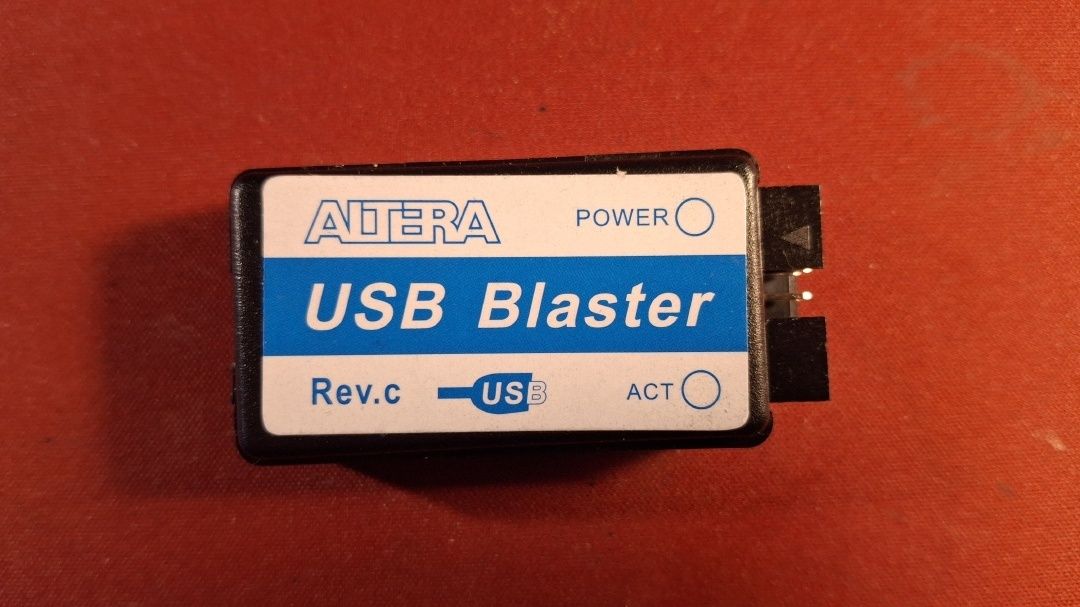 ALTERA POWER
USB Blaster
Rev.c USB ACT